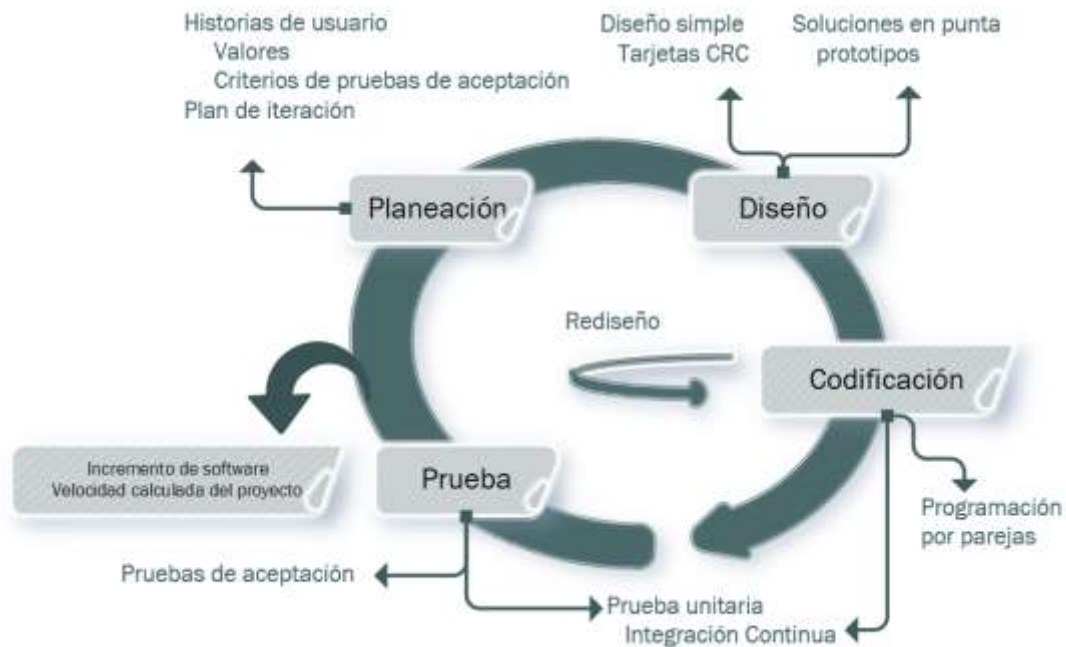 Historias de usuario
Valores
Criterios de pruebas de aceptación
Plan de iteración
Diseño simple
Tarjetas CRC
Soluciones en punta
prototipos
Planeación
Diseño
Rediseño
Codificación
Incremento de software
Velocidad calculada del proyecto
Prueba
Programación
por parejas
Pruebas de aceptación
Prueba unitaria
Integración Continua